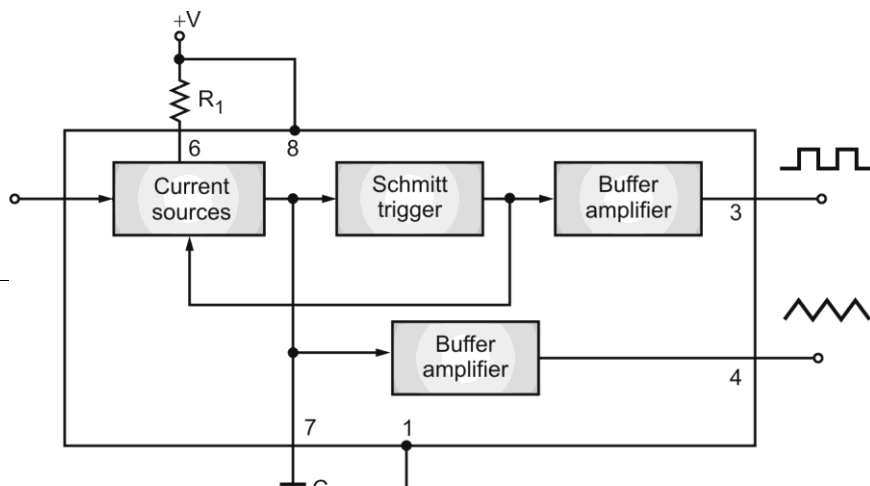 +V
R1
6
8
Current
sources
Schmitt
trigger
Buffer
amplifier
3
Buffer
amplifier
4
7
1